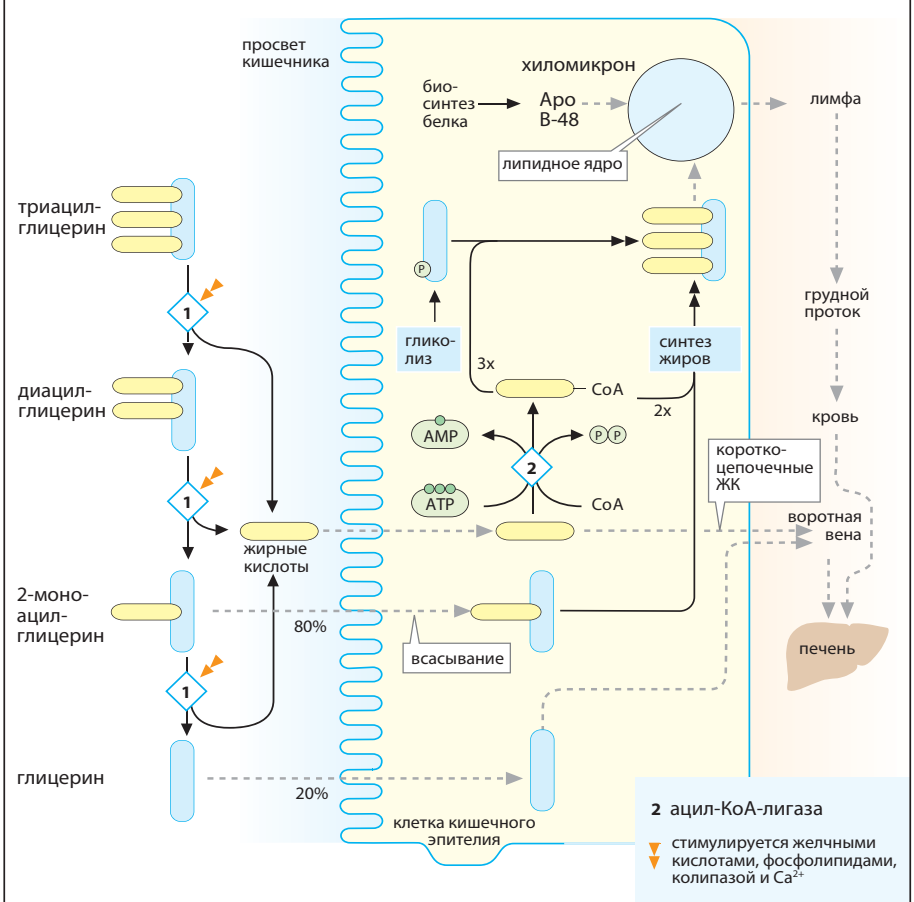 просвет
кишечника
хиломикрон
био-
синтез
белка
Apo
B-48
лимфа
липидное ядро
триацил-
глицерин
P
1
грудной
проток
глико-
лиз
синтез
жиров
3x
CoA
2x
диацил-
глицерин
кровь
AMP
P P
2
коротко-
цепочечные
ЖК
1
ATP
CoA
воротная
вена
жирные
кислоты
2-моно-
ацил-
глицерин
80%
всасывание
печень
1
глицерин
20%
клетка кишечного
эпителия
2 ацил-КоА-лигаза
стимулируется желчными
кислотами, фосфолипидами,
колипазой и Ca²⁺